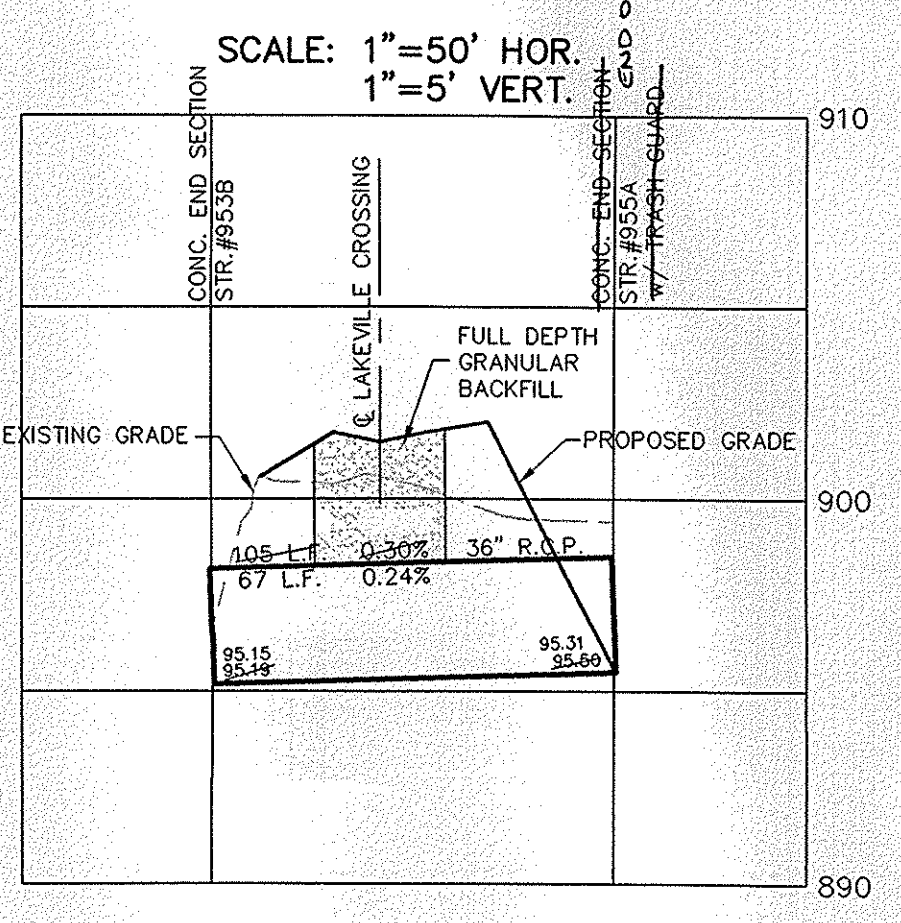 SCALE: 1"=50' HOR.
1"=5' VERT.
CONC. END SECTION
STR.#953B
℄ LAKEVILLE CROSSING
CONC. END SECTION
STR.#955A
w/ TRASH GUARD
END O
910
FULL DEPTH
GRANULAR
BACKFILL
EXISTING GRADE
PROPOSED GRADE
900
105 L.F. 0.30% 36" R.C.P.
67 L.F. 0.24%
95.15
95.19
95.31
95.50
890